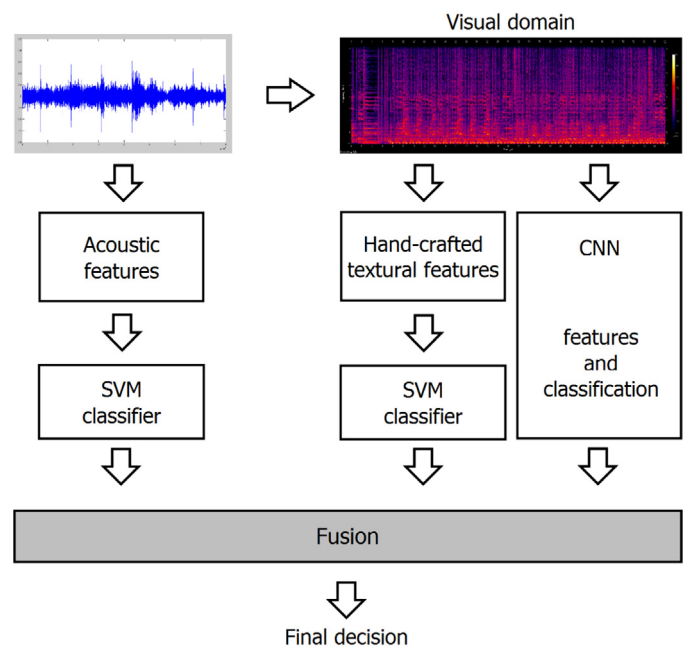 Visual domain
Acoustic
features
Hand-crafted
textural features
CNN
features
and
classification
SVM
classifier
SVM
classifier
Fusion
Final decision